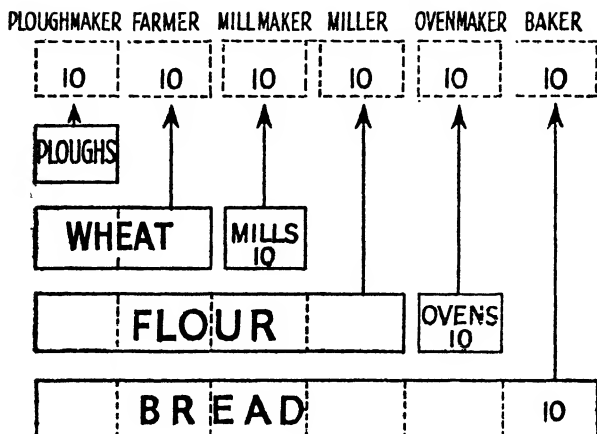 PLOUGHMAKER FARMER MILLMAKER MILLER OVENMAKER BAKER
10 10 10 10 10 10
PLOUGHS
WHEAT MILLS
10
FLOUR OVENS
10
BREAD 10